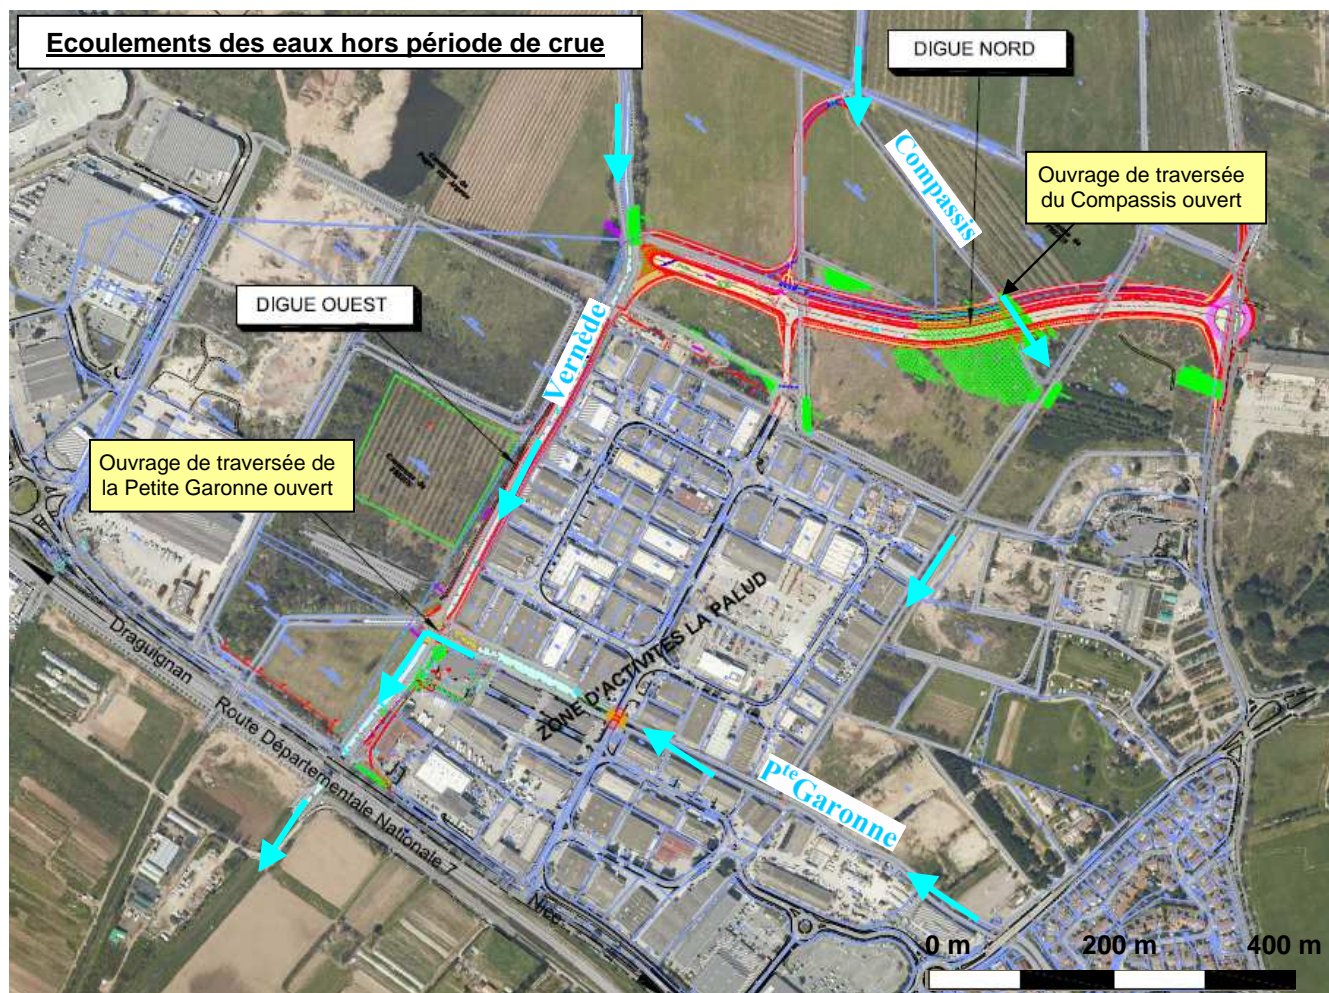 Ecoulements des eaux hors période de crue
DIGUE NORD
Compassis
Ouvrage de traversée
du Compassis ouvert
DIGUE OUEST
Vernède
Ouvrage de traversée de
la Petite Garonne ouvert
ZONE D'ACTIVITES LA PALUD
Draguignan
Route Départementale Nationale 7
Nice
Pte Garonne
0 m 200 m 400 m